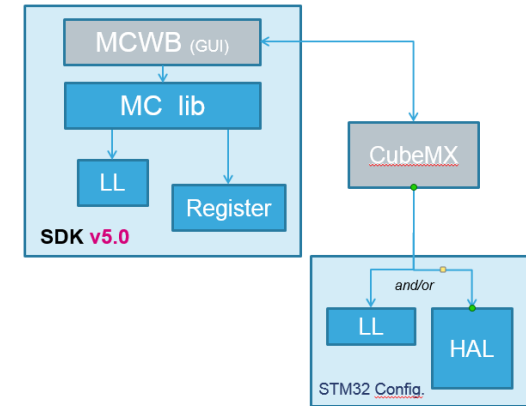 MCWB (GUI)
MC lib
LL
Register
SDK v5.0
CubeMX
and/or
LL
HAL
STM32 Config.